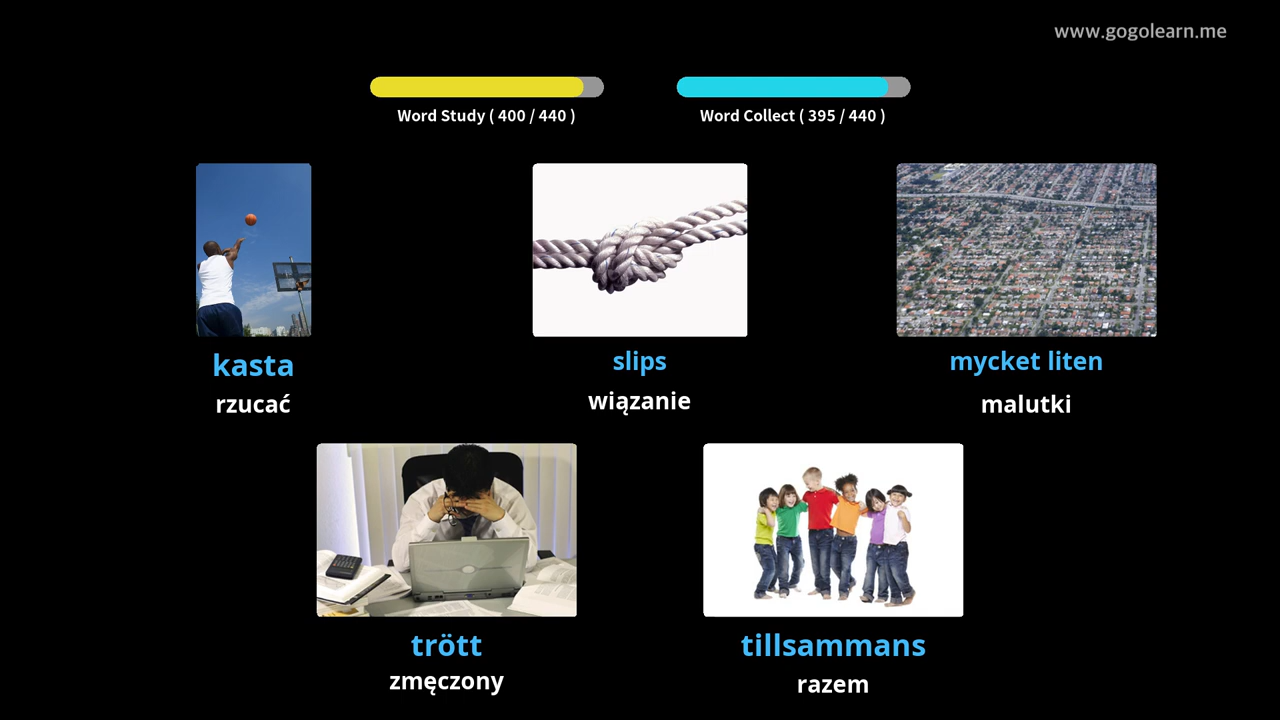 www.gogolearn.me
Word Study ( 400 / 440 )
Word Collect ( 395 / 440 )
kasta
rzucać
slips
wiązanie
mycket liten
malutki
trött
zmęczony
tillsammans
razem